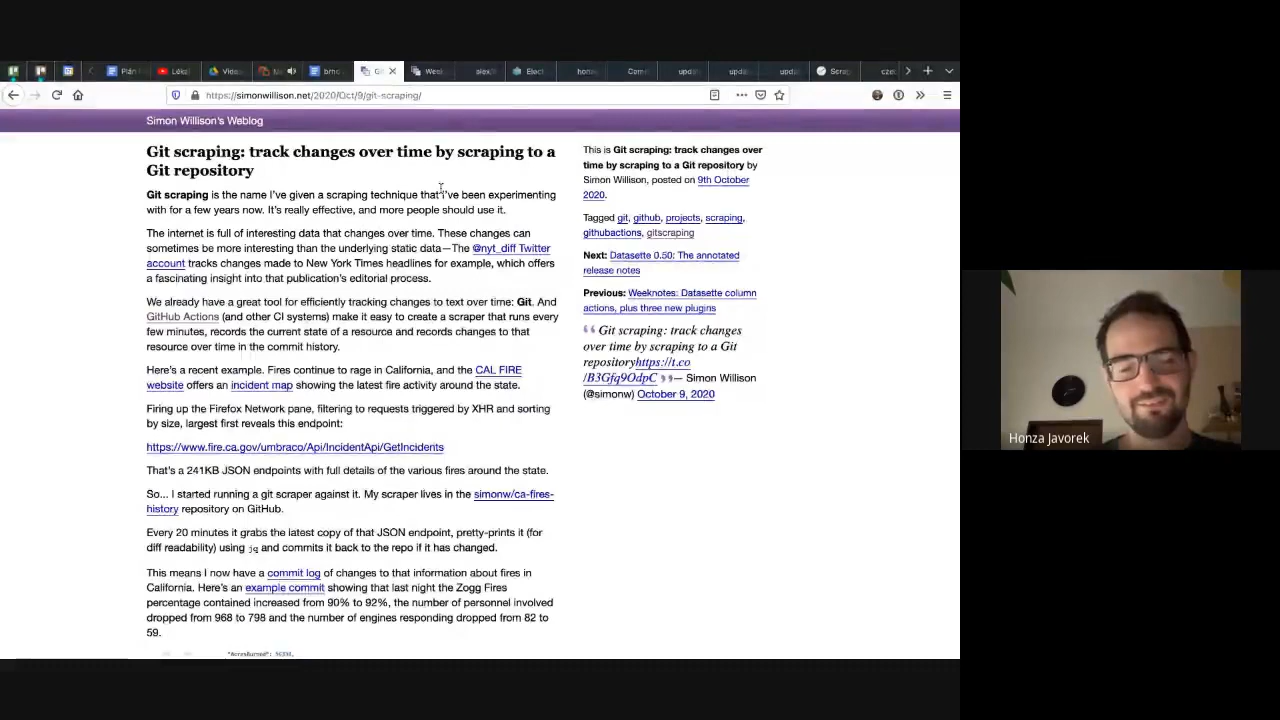 Plán
Léka
Video
brno
Git
Weel
alex/
Elect
honza
Com
upda
upda
upda
Scra
czel
https://simonwillison.net/2020/Oct/9/git-scraping/
Simon Willison's Weblog
Git scraping: track changes over time by scraping to a
Git repository
Git scraping is the name I've given a scraping technique that I've been experimenting
with for a few years now. It's really effective, and more people should use it.
The internet is full of interesting data that changes over time. These changes can
sometimes be more interesting than the underlying static data—The @nyt_diff Twitter
account tracks changes made to New York Times headlines for example, which offers
a fascinating insight into that publication's editorial process.
We already have a great tool for efficiently tracking changes to text over time: Git. And
GitHub Actions (and other CI systems) make it easy to create a scraper that runs every
few minutes, records the current state of a resource and records changes to that
resource over time in the commit history.
Here's a recent example. Fires continue to rage in California, and the CAL FIRE
website offers an incident map showing the latest fire activity around the state.
Firing up the Firefox Network pane, filtering to requests triggered by XHR and sorting
by size, largest first reveals this endpoint:
https://www.fire.ca.gov/umbraco/Api/IncidentApi/GetIncidents
That's a 241KB JSON endpoints with full details of the various fires around the state.
So... I started running a git scraper against it. My scraper lives in the simonw/ca-fires-
history repository on GitHub.
Every 20 minutes it grabs the latest copy of that JSON endpoint, pretty-prints it (for
diff readability) using jq and commits it back to the repo if it has changed.
This means I now have a commit log of changes to that information about fires in
California. Here's an example commit showing that last night the Zogg Fires
percentage contained increased from 90% to 92%, the number of personnel involved
dropped from 968 to 798 and the number of engines responding dropped from 82 to
59.
This is Git scraping: track changes over
time by scraping to a Git repository by
Simon Willison, posted on 9th October
2020.
Tagged git, github, projects, scraping,
githubactions, gitscraping
Next: Datasette 0.50: The annotated
release notes
Previous: Weeknotes: Datasette column
actions, plus three new plugins
“ Git scraping: track changes
over time by scraping to a Git
repositoryhttps://t.co
/B3Gfq9OdpC ”— Simon Willison
(@simonw) October 9, 2020
Honza Javorek